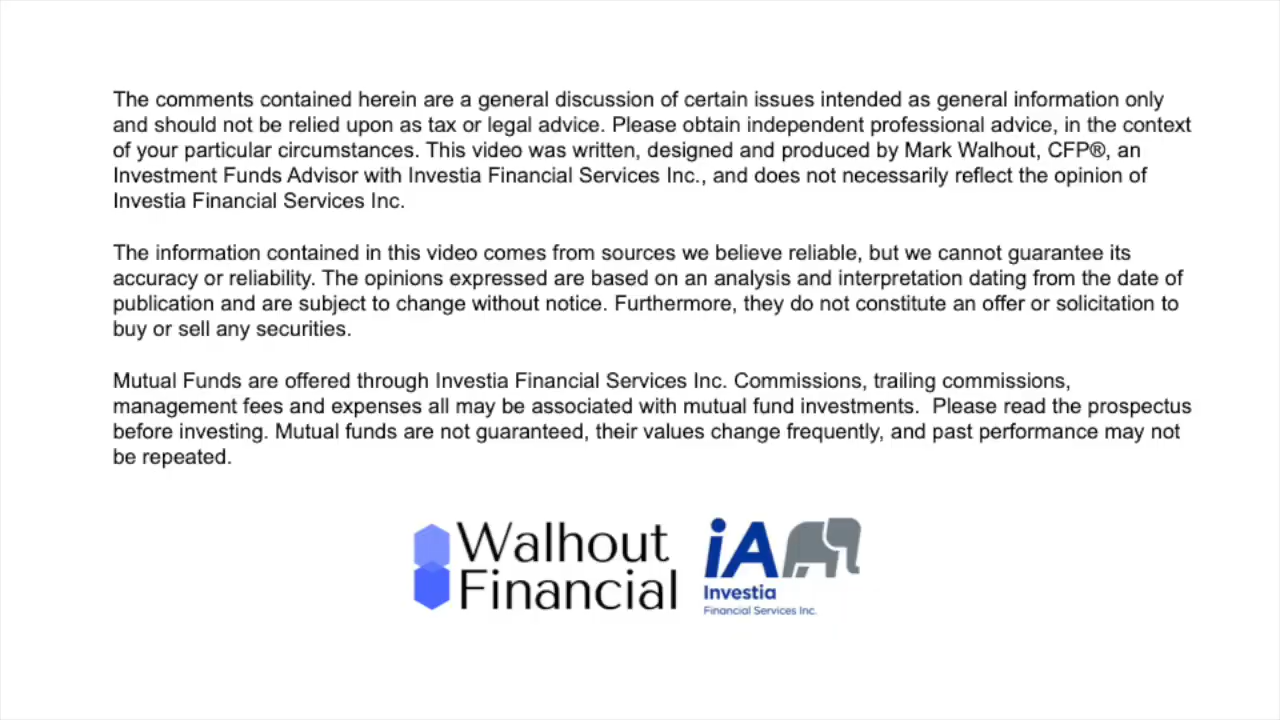 The comments contained herein are a general discussion of certain issues intended as general information only
and should not be relied upon as tax or legal advice. Please obtain independent professional advice, in the context
of your particular circumstances. This video was written, designed and produced by Mark Walhout, CFP®, an
Investment Funds Advisor with Investia Financial Services Inc., and does not necessarily reflect the opinion of
Investia Financial Services Inc.
The information contained in this video comes from sources we believe reliable, but we cannot guarantee its
accuracy or reliability. The opinions expressed are based on an analysis and interpretation dating from the date of
publication and are subject to change without notice. Furthermore, they do not constitute an offer or solicitation to
buy or sell any securities.
Mutual Funds are offered through Investia Financial Services Inc. Commissions, trailing commissions,
management fees and expenses all may be associated with mutual fund investments.  Please read the prospectus
before investing. Mutual funds are not guaranteed, their values change frequently, and past performance may not
be repeated.
Walhout
Financial
iA
Investia
Financial Services Inc.